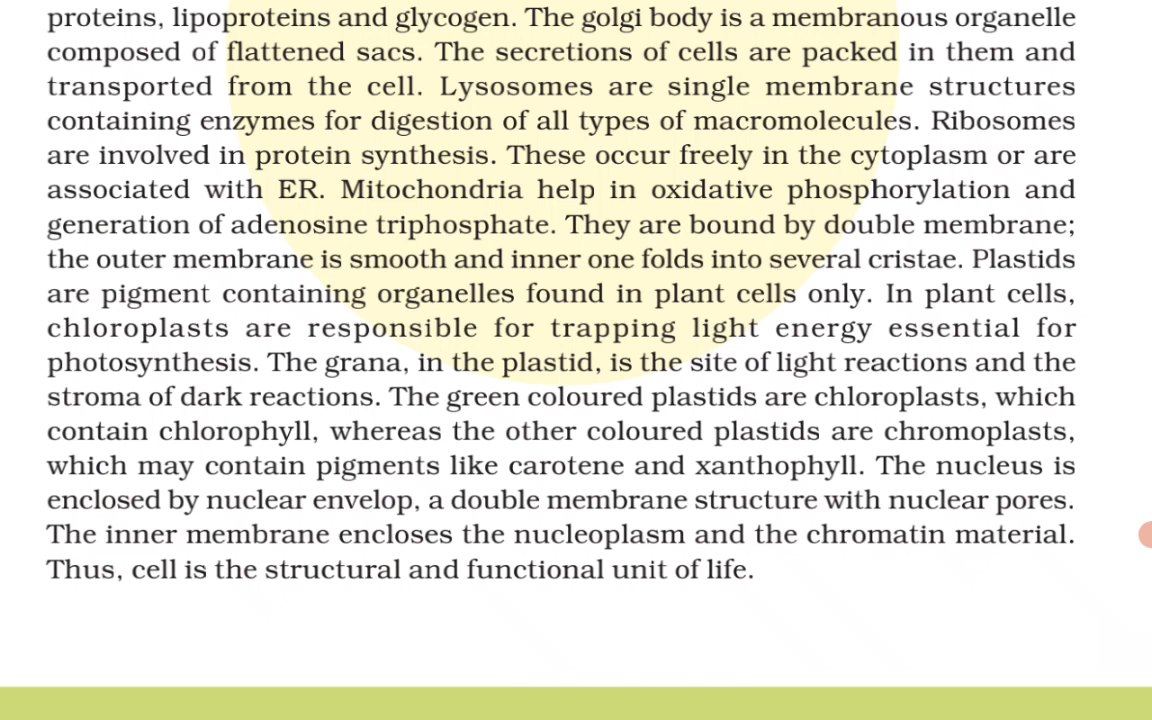 proteins, lipoproteins and glycogen. The golgi body is a membranous organelle
composed of flattened sacs. The secretions of cells are packed in them and
transported from the cell. Lysosomes are single membrane structures
containing enzymes for digestion of all types of macromolecules. Ribosomes
are involved in protein synthesis. These occur freely in the cytoplasm or are
associated with ER. Mitochondria help in oxidative phosphorylation and
generation of adenosine triphosphate. They are bound by double membrane;
the outer membrane is smooth and inner one folds into several cristae. Plastids
are pigment containing organelles found in plant cells only. In plant cells,
chloroplasts are responsible for trapping light energy essential for
photosynthesis. The grana, in the plastid, is the site of light reactions and the
stroma of dark reactions. The green coloured plastids are chloroplasts, which
contain chlorophyll, whereas the other coloured plastids are chromoplasts,
which may contain pigments like carotene and xanthophyll. The nucleus is
enclosed by nuclear envelop, a double membrane structure with nuclear pores.
The inner membrane encloses the nucleoplasm and the chromatin material.
Thus, cell is the structural and functional unit of life.